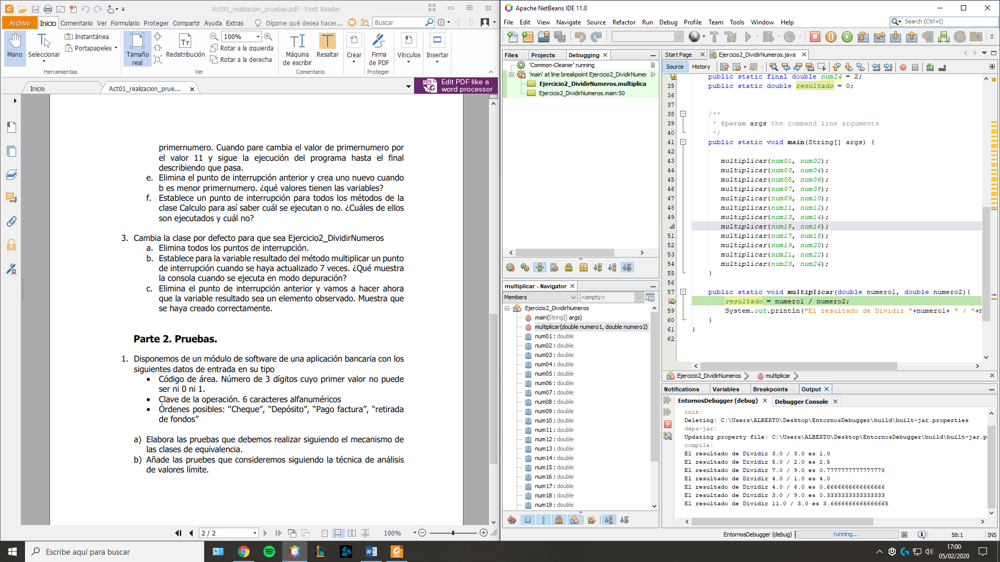 Act01_realizacion_pruebas.pdf - Foxit Reader
Archivo Inicio Comentario Ver Formulario Proteger Compartir Ayuda Extras Dígame qué desea hacer... Buscar
Mano
Seleccionar
Instantánea
Portapapeles
Herramientas
Tamaño real
100%
Rotar a la izquierda
Rotar a la derecha
Redistribución
Ver
Máquina de escribir
Resaltar
Comentario
Crear
Firma de PDF
Proteger
Vínculos
Insertar
Inicio
Act01_realizacion_prue...
Edit PDF like a
word processor
primernumero. Cuando pare cambia el valor de primernumero por
el valor 11 y sigue la ejecución del programa hasta el final
describiendo que pasa.
e. Elimina el punto de interrupción anterior y crea uno nuevo cuando
b es menor primernumero. ¿qué valores tienen las variables?
f. Establece un punto de interrupción para todos los métodos de la
clase Calculo para así saber cuál se ejecutan o no. ¿Cuáles de ellos
son ejecutados y cuál no?
3. Cambia la clase por defecto para que sea Ejercicio2_DividirNumeros
a. Elimina todos los puntos de interrupción.
b. Establece para la variable resultado del método multiplicar un punto
de interrupción cuando se haya actualizado 7 veces. ¿Qué muestra
la consola cuando se ejecuta en modo depuración?
c. Elimina el punto de interrupción anterior y vamos a hacer ahora
que la variable resultado sea un elemento observado. Muestra que
se haya creado correctamente.
Parte 2. Pruebas.
1. Disponemos de un módulo de software de una aplicación bancaria con los
siguientes datos de entrada en su tipo
• Código de área. Número de 3 dígitos cuyo primer valor no puede
ser ni 0 ni 1.
• Clave de la operación. 6 caracteres alfanuméricos
• Órdenes posibles: “Cheque”, “Depósito”, “Pago factura”, “retirada
de fondos”
a) Elabora las pruebas que debemos realizar siguiendo el mecanismo de
las clases de equivalencia.
b) Añade las pruebes que consideremos siguiendo la técnica de análisis
de valores límite.
2 / 2
100%
Apache NetBeans IDE 11.0
File Edit View Navigate Source Refactor Run Debug Profile Team Tools Window Help
Search (Ctrl+I)
Files Projects Debugging
'Common-Cleaner' running
'main' at line breakpoint Ejercicio2_DividirNumer
Ejercicio2_DividirNumeros.multiplica
Ejercicio2_DividirNumeros.main:50
multiplicar - Navigator
Members <empty>
Ejercicio2_DividirNumeros
main(String[] args)
multiplicar(double numero1, double numero2)
num01 : double
num02 : double
num03 : double
num04 : double
num05 : double
num06 : double
num07 : double
num08 : double
num09 : double
num10 : double
num11 : double
num12 : double
num13 : double
num14 : double
num15 : double
num16 : double
num17 : double
num18 : double
num19 : double
Start Page Ejercicio2_DividirNumeros.java
Source History
public static final double num24 = 2;
35 public static double resultado = 0;
36
37
38 /**
39 * @param args the command line arguments
40 */
41 public static void main(String[] args) {
42
43 multiplicar(num01, num02);
44 multiplicar(num03, num04);
45 multiplicar(num05, num06);
46 multiplicar(num07, num08);
47 multiplicar(num09, num10);
48 multiplicar(num11, num12);
49 multiplicar(num13, num14);
multiplicar(num15, num16);
51 multiplicar(num17, num18);
52 multiplicar(num19, num20);
53 multiplicar(num21, num22);
54 multiplicar(num23, num24);
55 }
56
57 public static void multiplicar(double numero1, double numero2){
resultado = numero1 / numero2;
59 System.out.println("El resultado de Dividir "+numero1+ " / "+n
60 }
61 }
62
Ejercicio2_DividirNumeros multiplicar
Notifications Variables Breakpoints Output
EntornosDebugger (debug) Debugger Console
init:
Deleting: C:\Users\ALBERTO\Desktop\EntornosDebugger\build\built-jar.properties
deps-jar:
Updating property file: C:\Users\ALBERTO\Desktop\EntornosDebugger\build\built-jar.p
compile:
El resultado de Dividir 3.0 / 3.0 es 1.0
El resultado de Dividir 5.0 / 2.0 es 2.5
El resultado de Dividir 7.0 / 9.0 es 0.7777777777777778
El resultado de Dividir 4.0 / 1.0 es 4.0
El resultado de Dividir 4.0 / 6.0 es 0.6666666666666666
El resultado de Dividir 3.0 / 9.0 es 0.3333333333333333
El resultado de Dividir 11.0 / 3.0 es 3.6666666666666665
EntornosDebugger (debug) running... 1 58:1 INS
Escribe aquí para buscar
17:00
05/02/2020